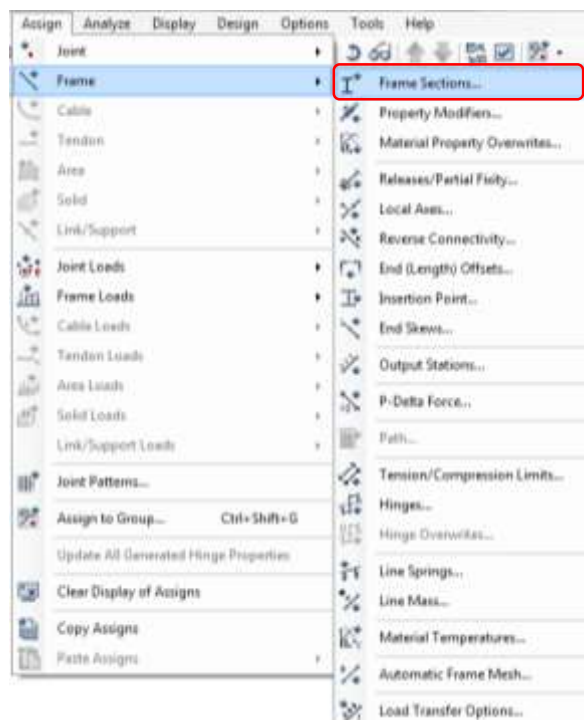 Assign Analyze Display Design Options Tools Help
Joint
Frame
Cable
Tendon
Area
Solid
Link/Support
Joint Loads
Frame Loads
Cable Loads
Tendon Loads
Area Loads
Solid Loads
Link/Support Loads
Joint Patterns...
Assign to Group... Ctrl+Shift+G
Update All Generated Hinge Properties
Clear Display of Assigns
Copy Assigns
Paste Assigns
Frame Sections...
Property Modifiers...
Material Property Overwrites...
Releases/Partial Fixity...
Local Axes...
Reverse Connectivity...
End (Length) Offsets...
Insertion Point...
End Skews...
Output Stations...
P-Delta Force...
Path...
Tension/Compression Limits...
Hinges...
Hinge Overwrites...
Line Springs...
Line Mass...
Material Temperatures...
Automatic Frame Mesh...
Load Transfer Options...